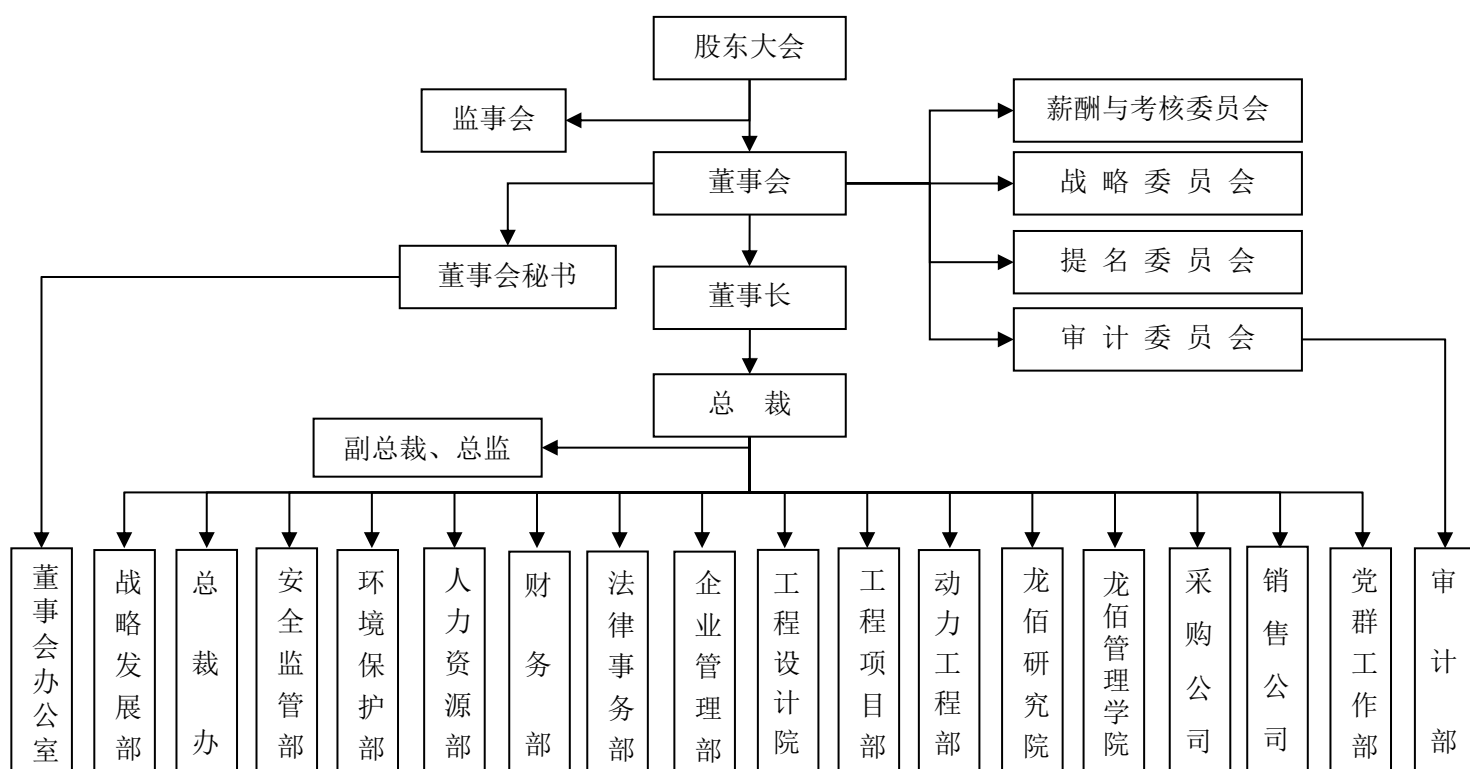 股东大会
监事会
薪酬与考核委员会
董事会
战略委员会
董事会秘书
董事长
提名委员会
审计委员会
总裁
副总裁、总监
董事会办公室
战略发展部
总裁办
安全监管部
环境保护部
人力资源部
财务部
法律事务部
企业管理部
工程设计院
工程项目部
动力工程部
龙佰研究院
龙佰管理学院
采购公司
销售公司
党群工作部
审计部